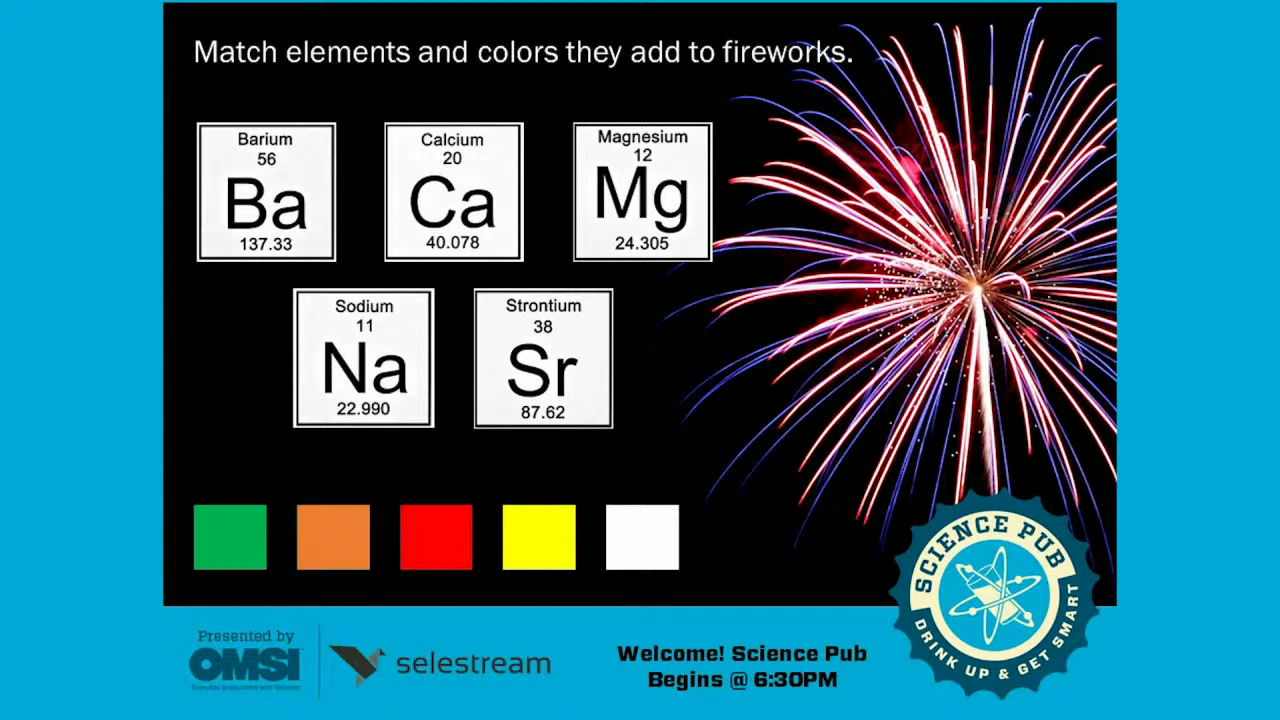 Match elements and colors they add to fireworks.
Barium
56
Ba
137.33
Calcium
20
Ca
40.078
Magnesium
12
Mg
24.305
Sodium
11
Na
22.990
Strontium
38
Sr
87.62
SCIENCE PUB
DRINK UP & GET SMART
Presented by
OMSI
selestream
Welcome! Science Pub
Begins @ 6:30PM